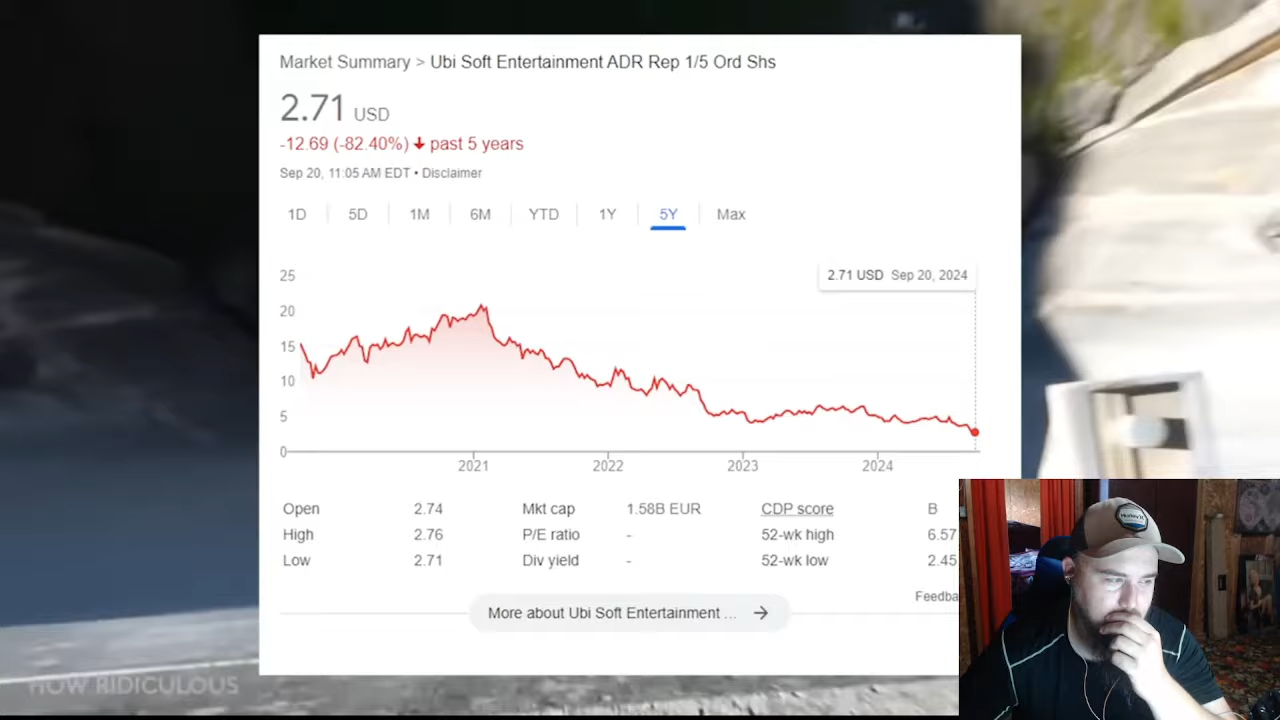 Market Summary > Ubi Soft Entertainment ADR Rep 1/5 Ord Shs
2.71 USD
-12.69 (-82.40%) ↓ past 5 years
Sep 20, 11:05 AM EDT • Disclaimer
1D 5D 1M 6M YTD 1Y 5Y Max
2.71 USD Sep 20, 2024
25
20
15
10
5
0
2021 2022 2023 2024
Open 2.74 Mkt cap 1.58B EUR CDP score B
High 2.76 P/E ratio - 52-wk high 6.57
Low 2.71 Div yield - 52-wk low 2.45
Feedba
More about Ubi Soft Entertainment ... →
HOW RIDICULOUS
Hurley